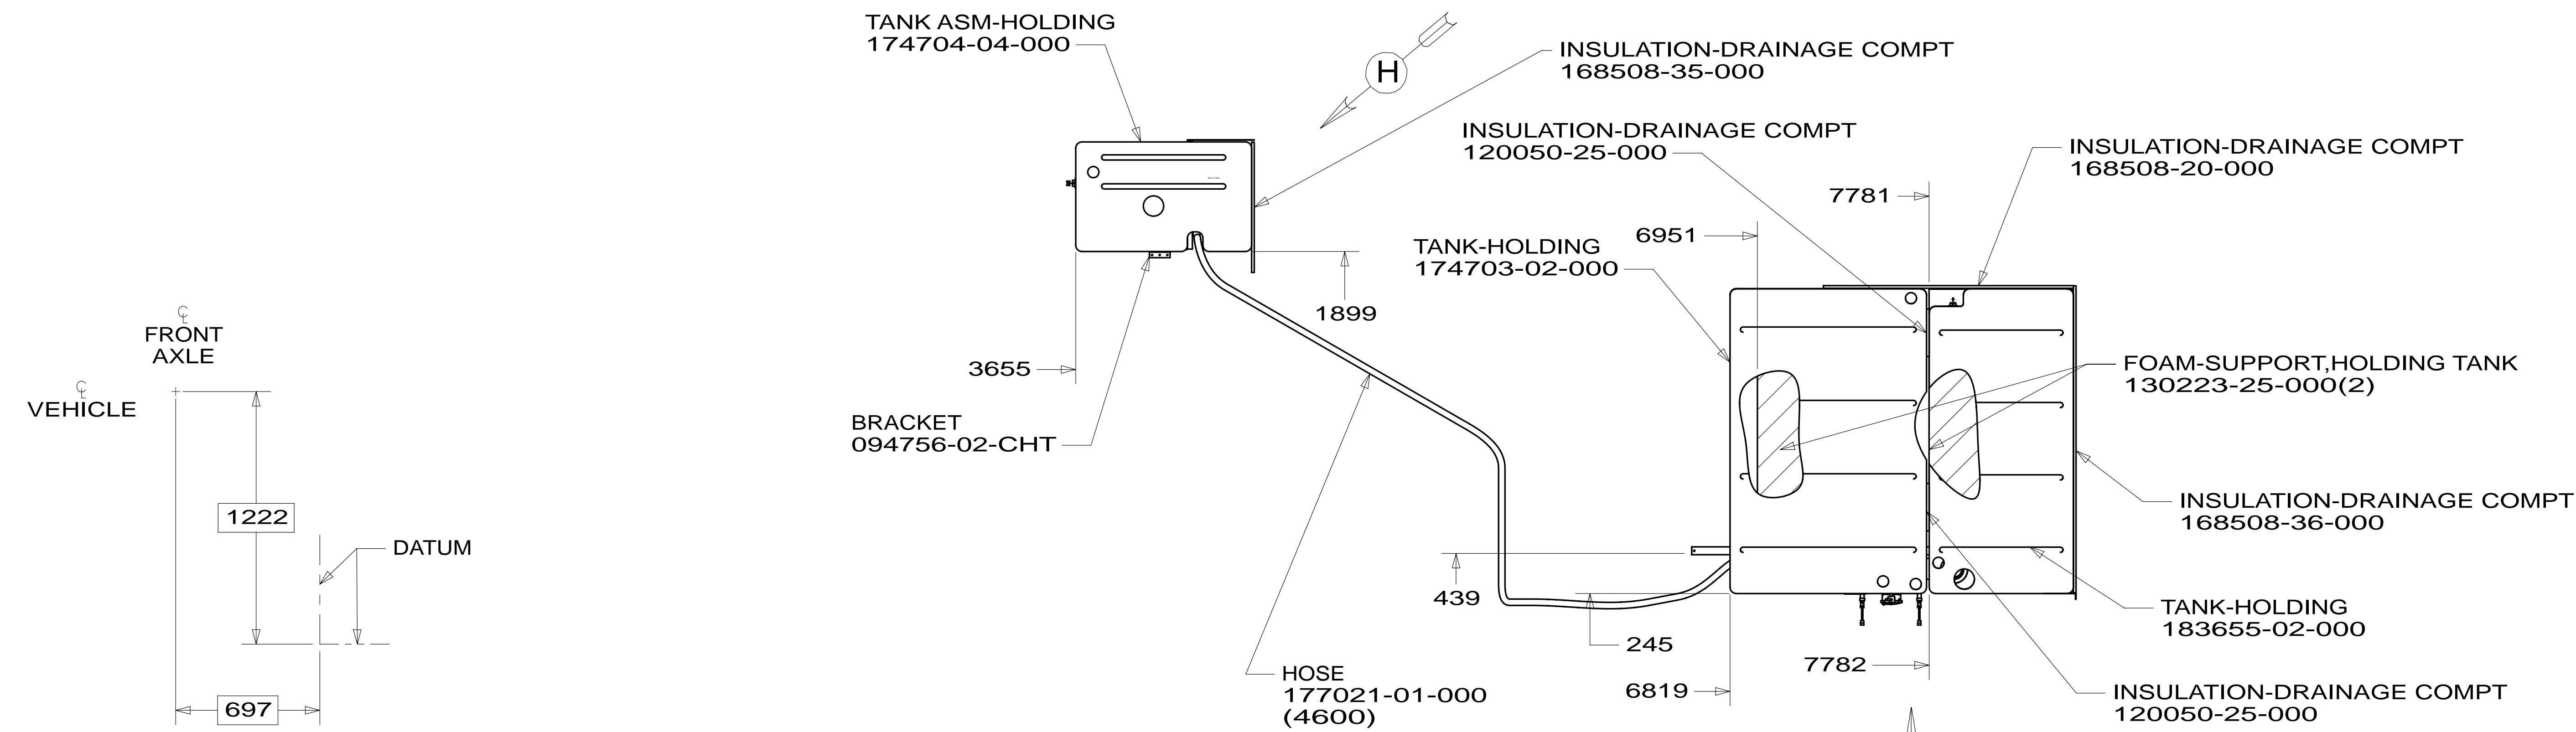 TANK ASM-HOLDING
174704-04-000
H
INSULATION-DRAINAGE COMPT
168508-35-000
INSULATION-DRAINAGE COMPT
120050-25-000
INSULATION-DRAINAGE COMPT
168508-20-000
7781
6951
TANK-HOLDING
174703-02-000
1899
3655
CL
FRONT
AXLE
CL
VEHICLE
FOAM-SUPPORT,HOLDING TANK
130223-25-000(2)
BRACKET
094756-02-CHT
INSULATION-DRAINAGE COMPT
168508-36-000
1222
DATUM
439
TANK-HOLDING
183655-02-000
245
7782
HOSE
177021-01-000
(4600)
6819
INSULATION-DRAINAGE COMPT
120050-25-000
697